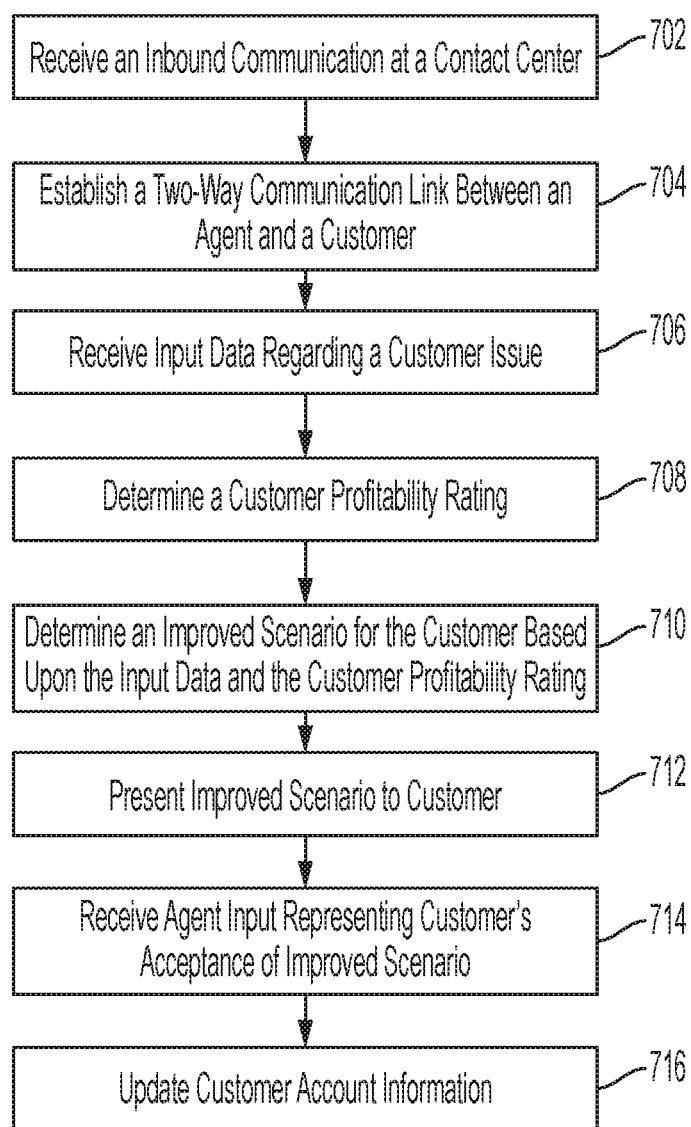 Receive an Inbound Communication at a Contact Center
702
Establish a Two-Way Communication Link Between an
Agent and a Customer
704
Receive Input Data Regarding a Customer Issue
706
Determine a Customer Profitability Rating
708
Determine an Improved Scenario for the Customer Based
Upon the Input Data and the Customer Profitability Rating
710
Present Improved Scenario to Customer
712
Receive Agent Input Representing Customer's
Acceptance of Improved Scenario
714
Update Customer Account Information
716